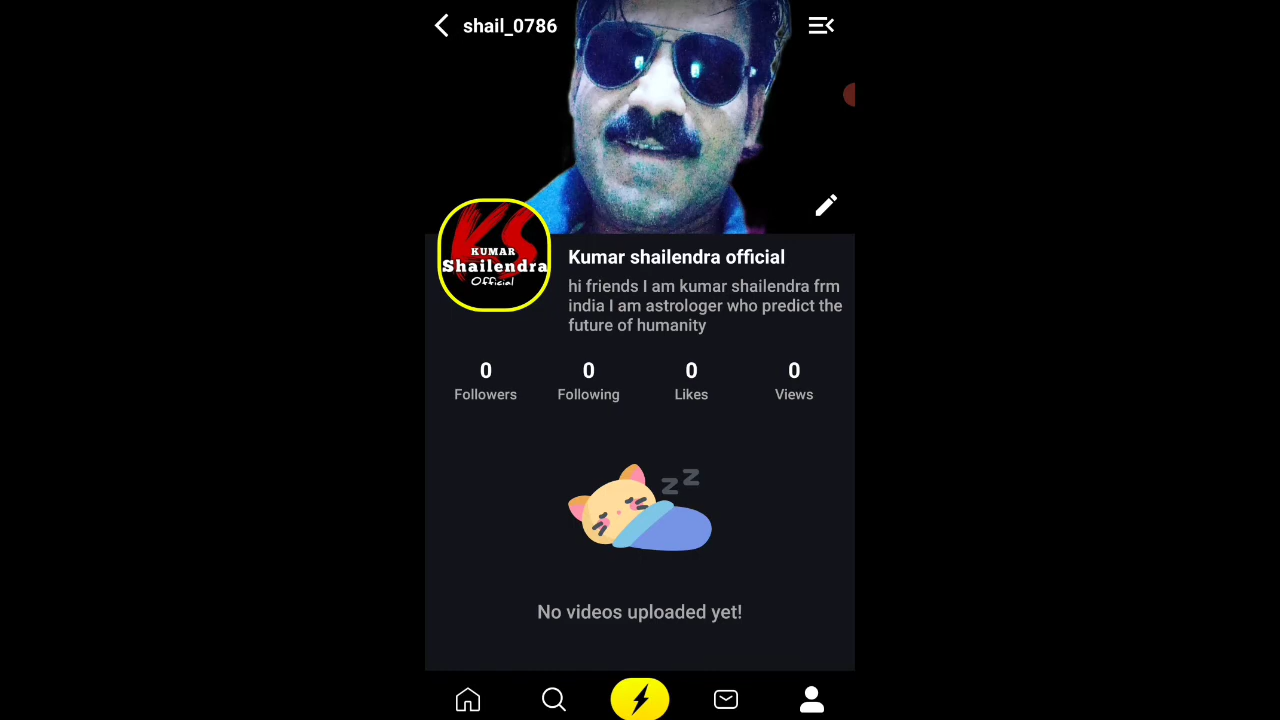 shail_0786
KS
KUMAR
Shailendra
Official
Kumar shailendra official
hi friends I am kumar shailendra frm
india I am astrologer who predict the
future of humanity
0 0 0 0
Followers Following Likes Views
z z
No videos uploaded yet!